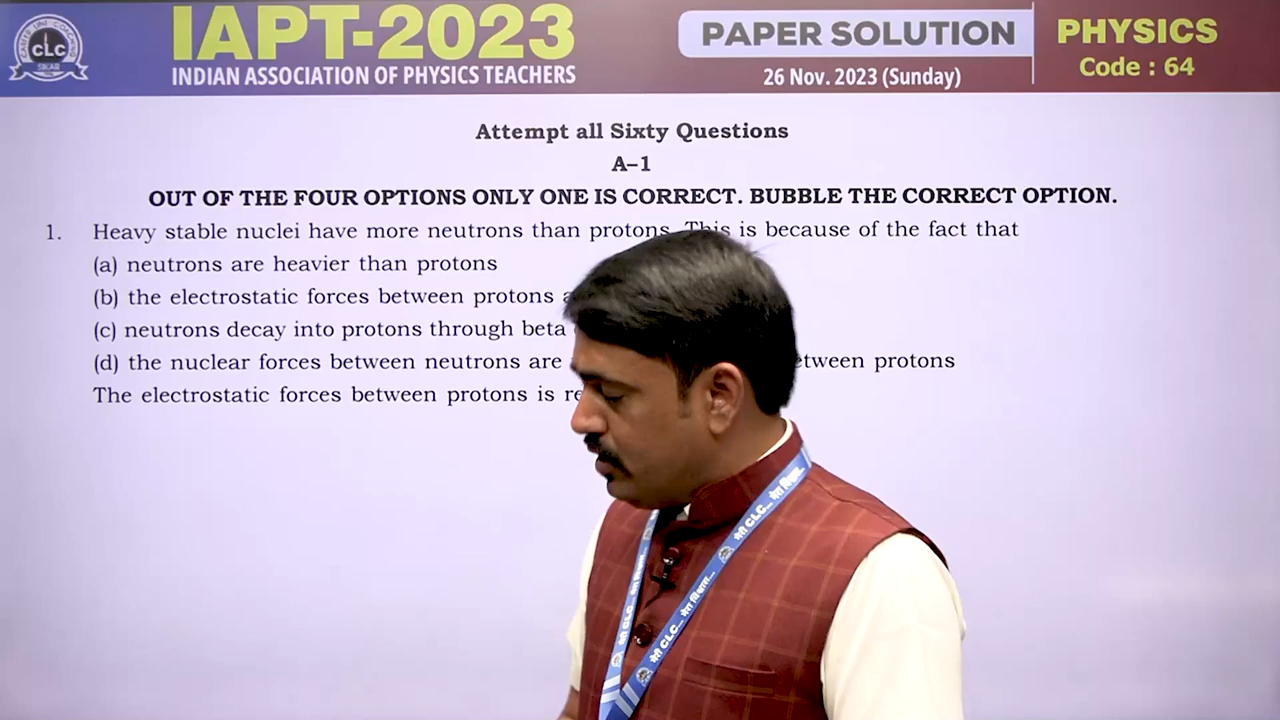 CLC
SIKAR
IAPT-2023
INDIAN ASSOCIATION OF PHYSICS TEACHERS
PAPER SOLUTION
26 Nov. 2023 (Sunday)
PHYSICS
Code : 64
Attempt all Sixty Questions
A–1
OUT OF THE FOUR OPTIONS ONLY ONE IS CORRECT. BUBBLE THE CORRECT OPTION.
1. Heavy stable nuclei have more neutrons than protons. This is because of the fact that
(a) neutrons are heavier than protons
(b) the electrostatic forces between protons
(c) neutrons decay into protons through beta
(d) the nuclear forces between neutrons are between protons
The electrostatic forces between protons is
CLC...
CLC...